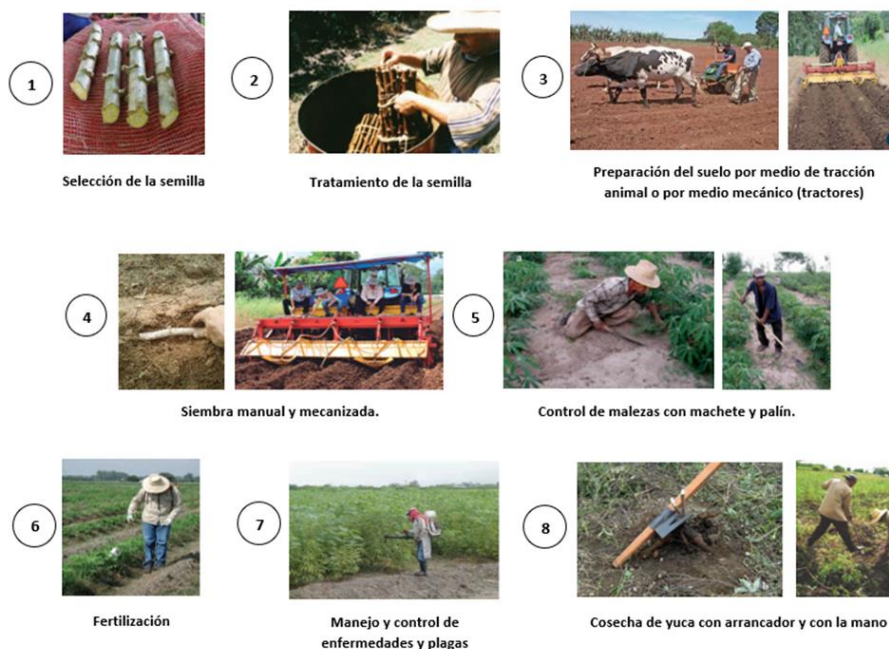 1
Selección de la semilla
2
Tratamiento de la semilla
3
Preparación del suelo por medio de tracción
animal o por medio mecánico (tractores)
4
Siembra manual y mecanizada.
5
Control de malezas con machete y palín.
6
Fertilización
7
Manejo y control de
enfermedades y plagas
8
Cosecha de yuca con arrancador y con la mano